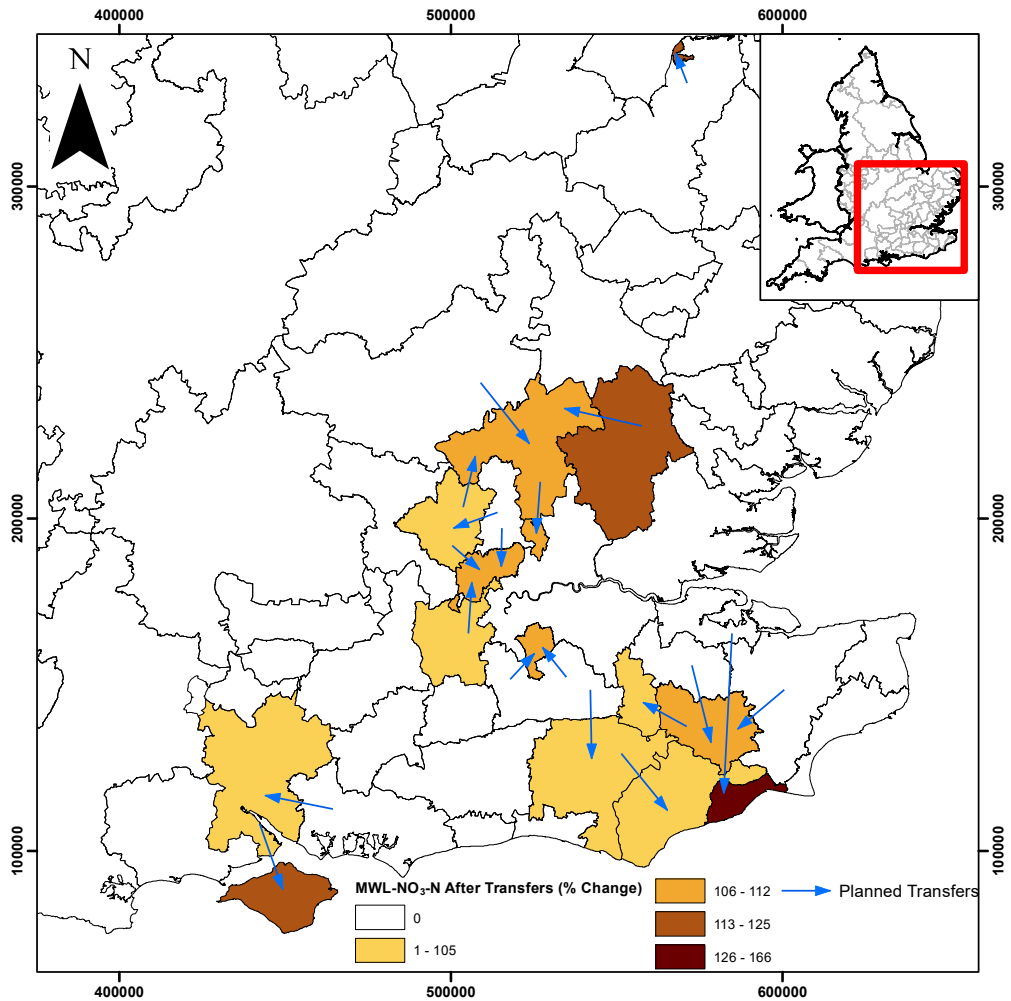 400000 500000 600000
N
300000 300000
200000 200000
100000 100000
MWL-NO₃-N After Transfers (% Change)
0
1 - 105
106 - 112
113 - 125
126 - 166
Planned Transfers
400000 500000 600000